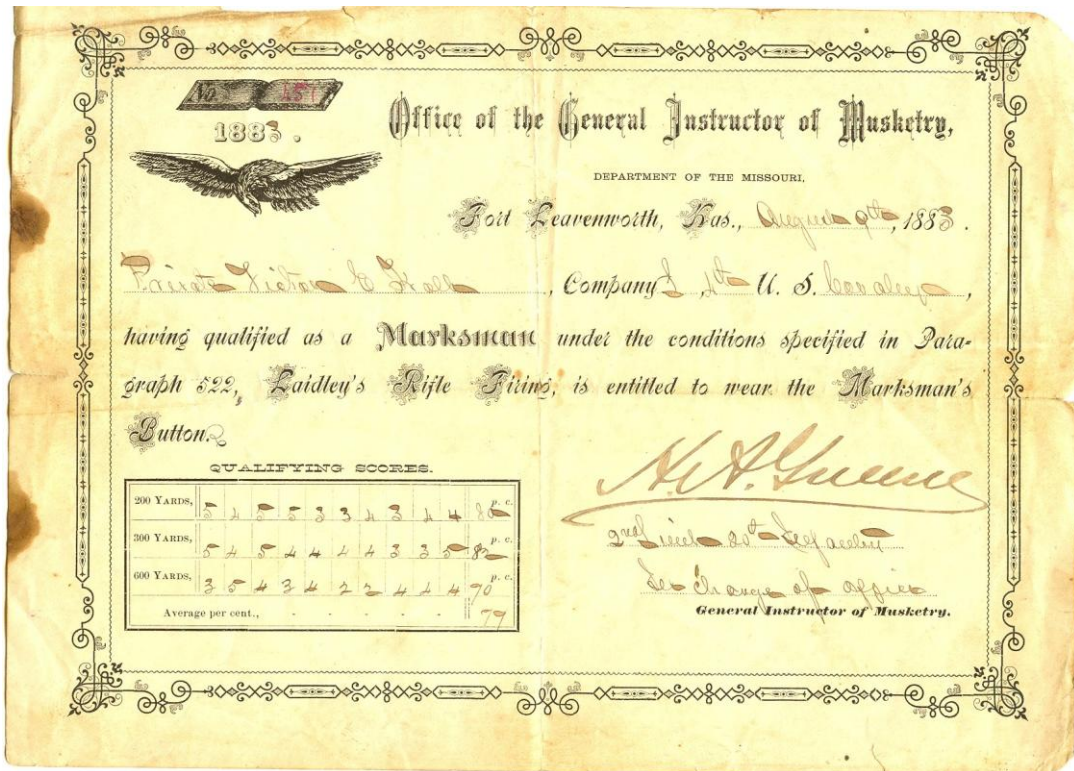 No. 457
1883.
Office of the General Instructor of Musketry,
DEPARTMENT OF THE MISSOURI,
Fort Leavenworth, Kas., August 9th, 1883.
Private Victor E , Company 4th U. S. Cavalry,
having qualified as a Marksman under the conditions specified in Para-
graph 522, Laidley's Rifle Firing, is entitled to wear the Marksman's
Button.
QUALIFYING SCORES.
200 YARDS, 5 4 5 5 3 3 4 3 4 4 80 p. c.
300 YARDS, 5 4 5 4 4 4 4 3 3 5 82 p. c.
600 YARDS, 3 5 4 3 4 2 2 4 4 4 70 p. c.
Average per cent., - - - - -
H. A. Greene
2nd Lieut 20th Infantry
In Charge of Office
General Instructor of Musketry.